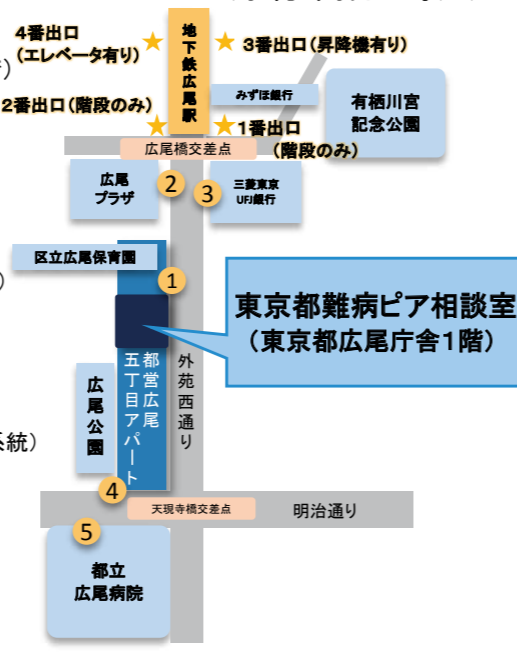 4番出口
(エレベータ有り)
地下鉄広尾駅
3番出口(昇降機有り)
2番出口(階段のみ)
みずほ銀行
有栖川宮
記念公園
1番出口
(階段のみ)
広尾橋交差点
広尾
プラザ
2
3
三菱東京
UFJ銀行
区立広尾保育園
1
東京都難病ピア相談室
(東京都広尾庁舎1階)
都営広尾
五丁目アパート
外苑西通り
広尾公園
系統)
4
天現寺橋交差点
明治通り
5
都立
広尾病院